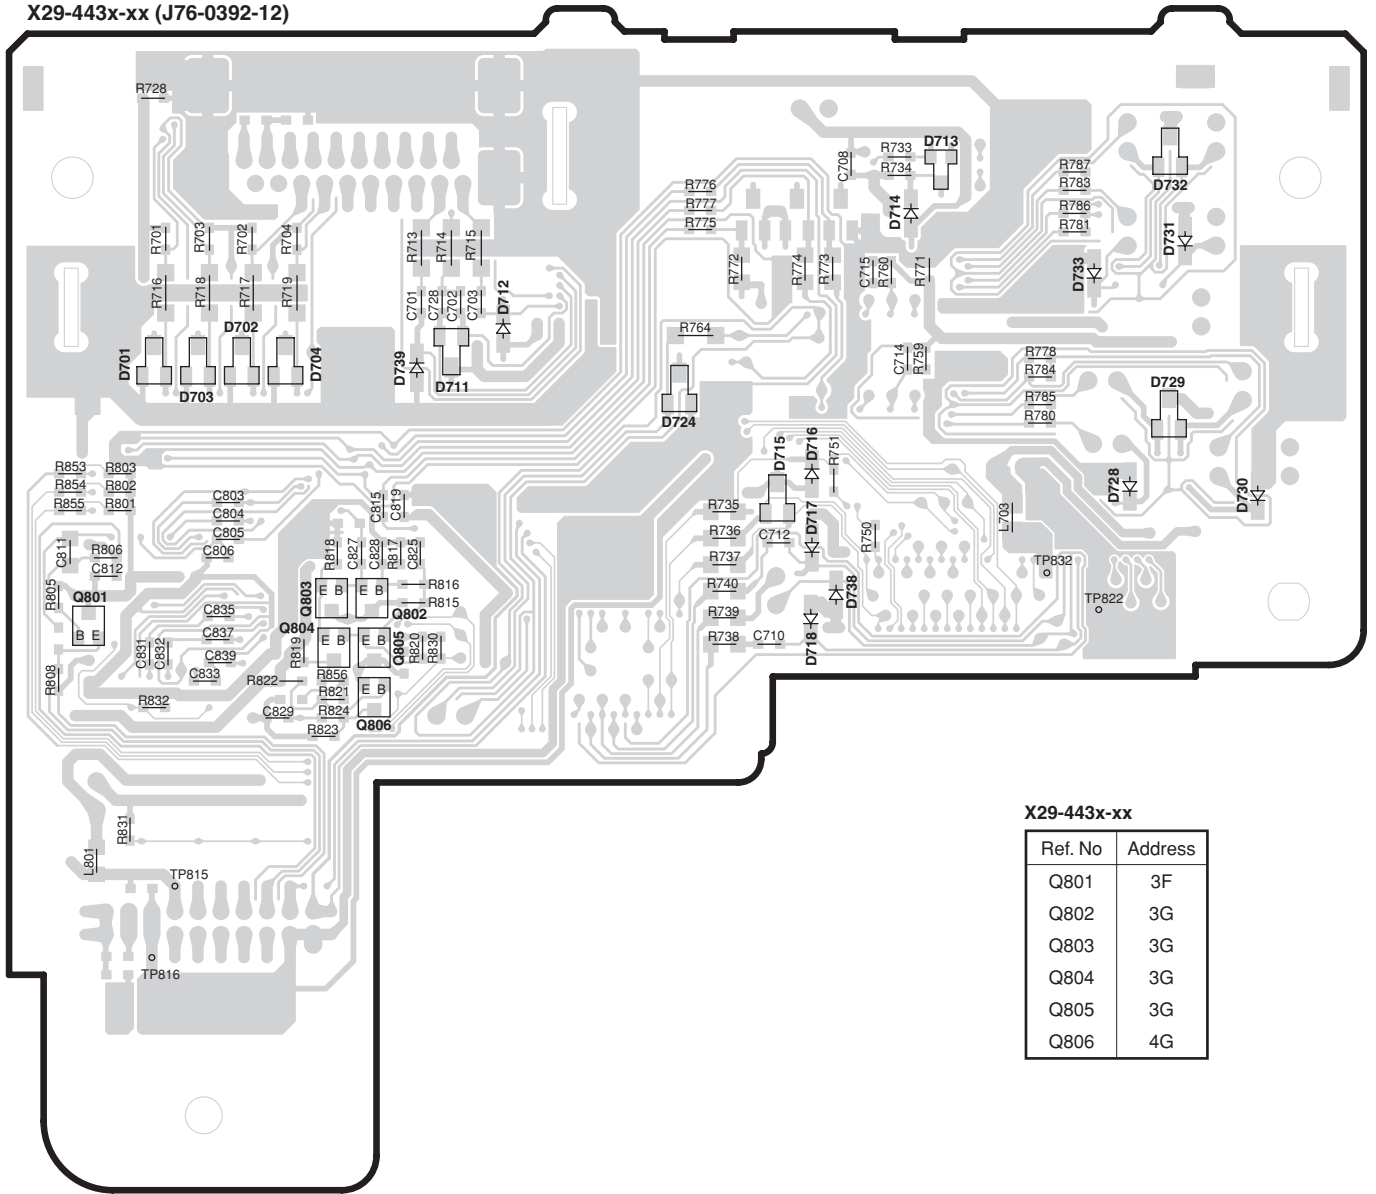 X29-443x-xx (J76-0392-12)
R728
D713
R733
R734
C708
R787
R783
R786
R781
D732
R776
R777
R775
D714
D731
R701
R703
R702
R704
R713
R714
R715
R772
R774
R773
C715
R760
R771
D733
R716
R718
R717
R719
C701
C728
C702
C703
D712
D702
R764
D701
D703
D704
D739
D711
C714
R759
R778
R784
R785
R780
D729
D724
D715
D716
R751
R853
R803
R854
R802
R855
R801
C803
C804
C805
C806
C815
C819
R735
R736
R737
R740
R739
R738
C712
D717
R750
L703
D728
D730
C811
R806
C812
R818
C827
C828
R817
C825
TP832
R805
Q801
B E
Q803
E B
E B
R816
R815
Q802
D738
TP822
C835
C837
C839
C833
C831
C832
Q804
R819
E B
E B
Q805
R820
R830
C710
D718
R808
R822
R856
R821
R824
R823
E B
Q806
R832
C829
R831
L801
TP815
TP816
X29-443x-xx
Ref. No Address
Q801 3F
Q802 3G
Q803 3G
Q804 3G
Q805 3G
Q806 4G